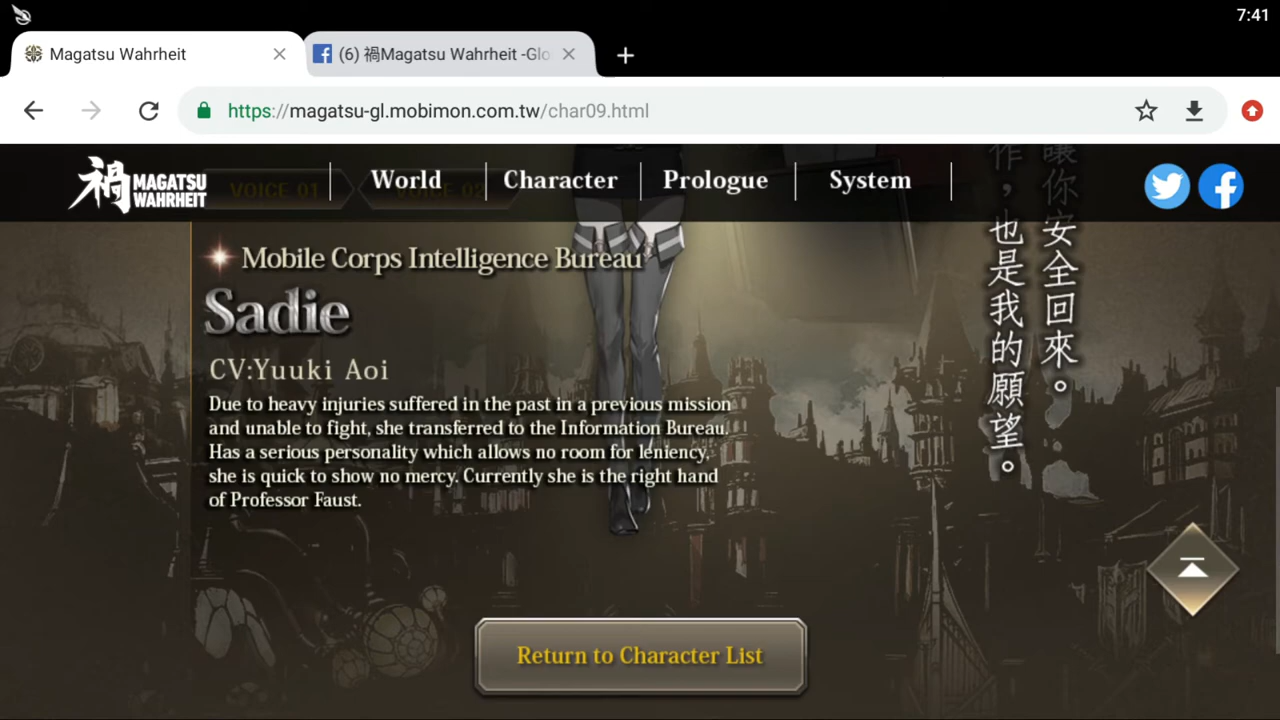 7:41
Magatsu Wahrheit
(6) 禍Magatsu Wahrheit -Glo
https://magatsu-gl.mobimon.com.tw/char09.html
禍 MAGATSU
WAHRHEIT
World
Character
Prologue
System
VOICE 01
VOICE 02
Mobile Corps Intelligence Bureau
Sadie
CV:Yuuki Aoi
Due to heavy injuries suffered in the past in a previous mission
and unable to fight, she transferred to the Information Bureau.
Has a serious personality which allows no room for leniency,
she is quick to show no mercy. Currently she is the right hand
of Professor Faust.
讓你安全回來。
作，也是我的願望。
Return to Character List